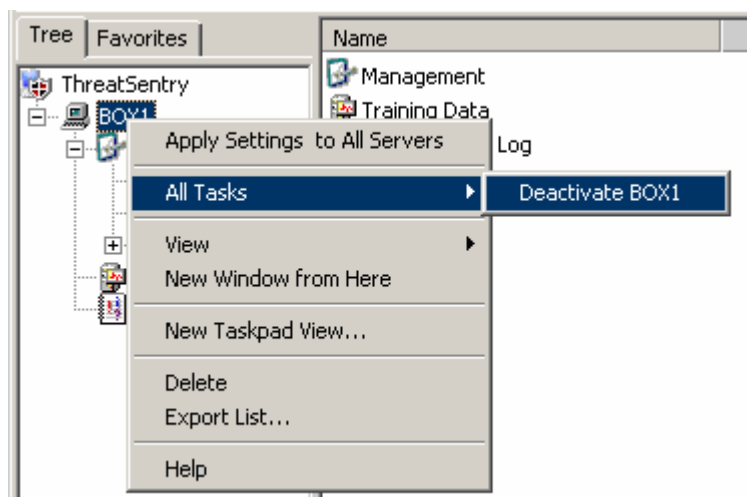 Tree Favorites
Name
ThreatSentry
BOX1
Management
Training Data
Log
Apply Settings to All Servers
All Tasks
Deactivate BOX1
View
New Window from Here
New Taskpad View...
Delete
Export List...
Help